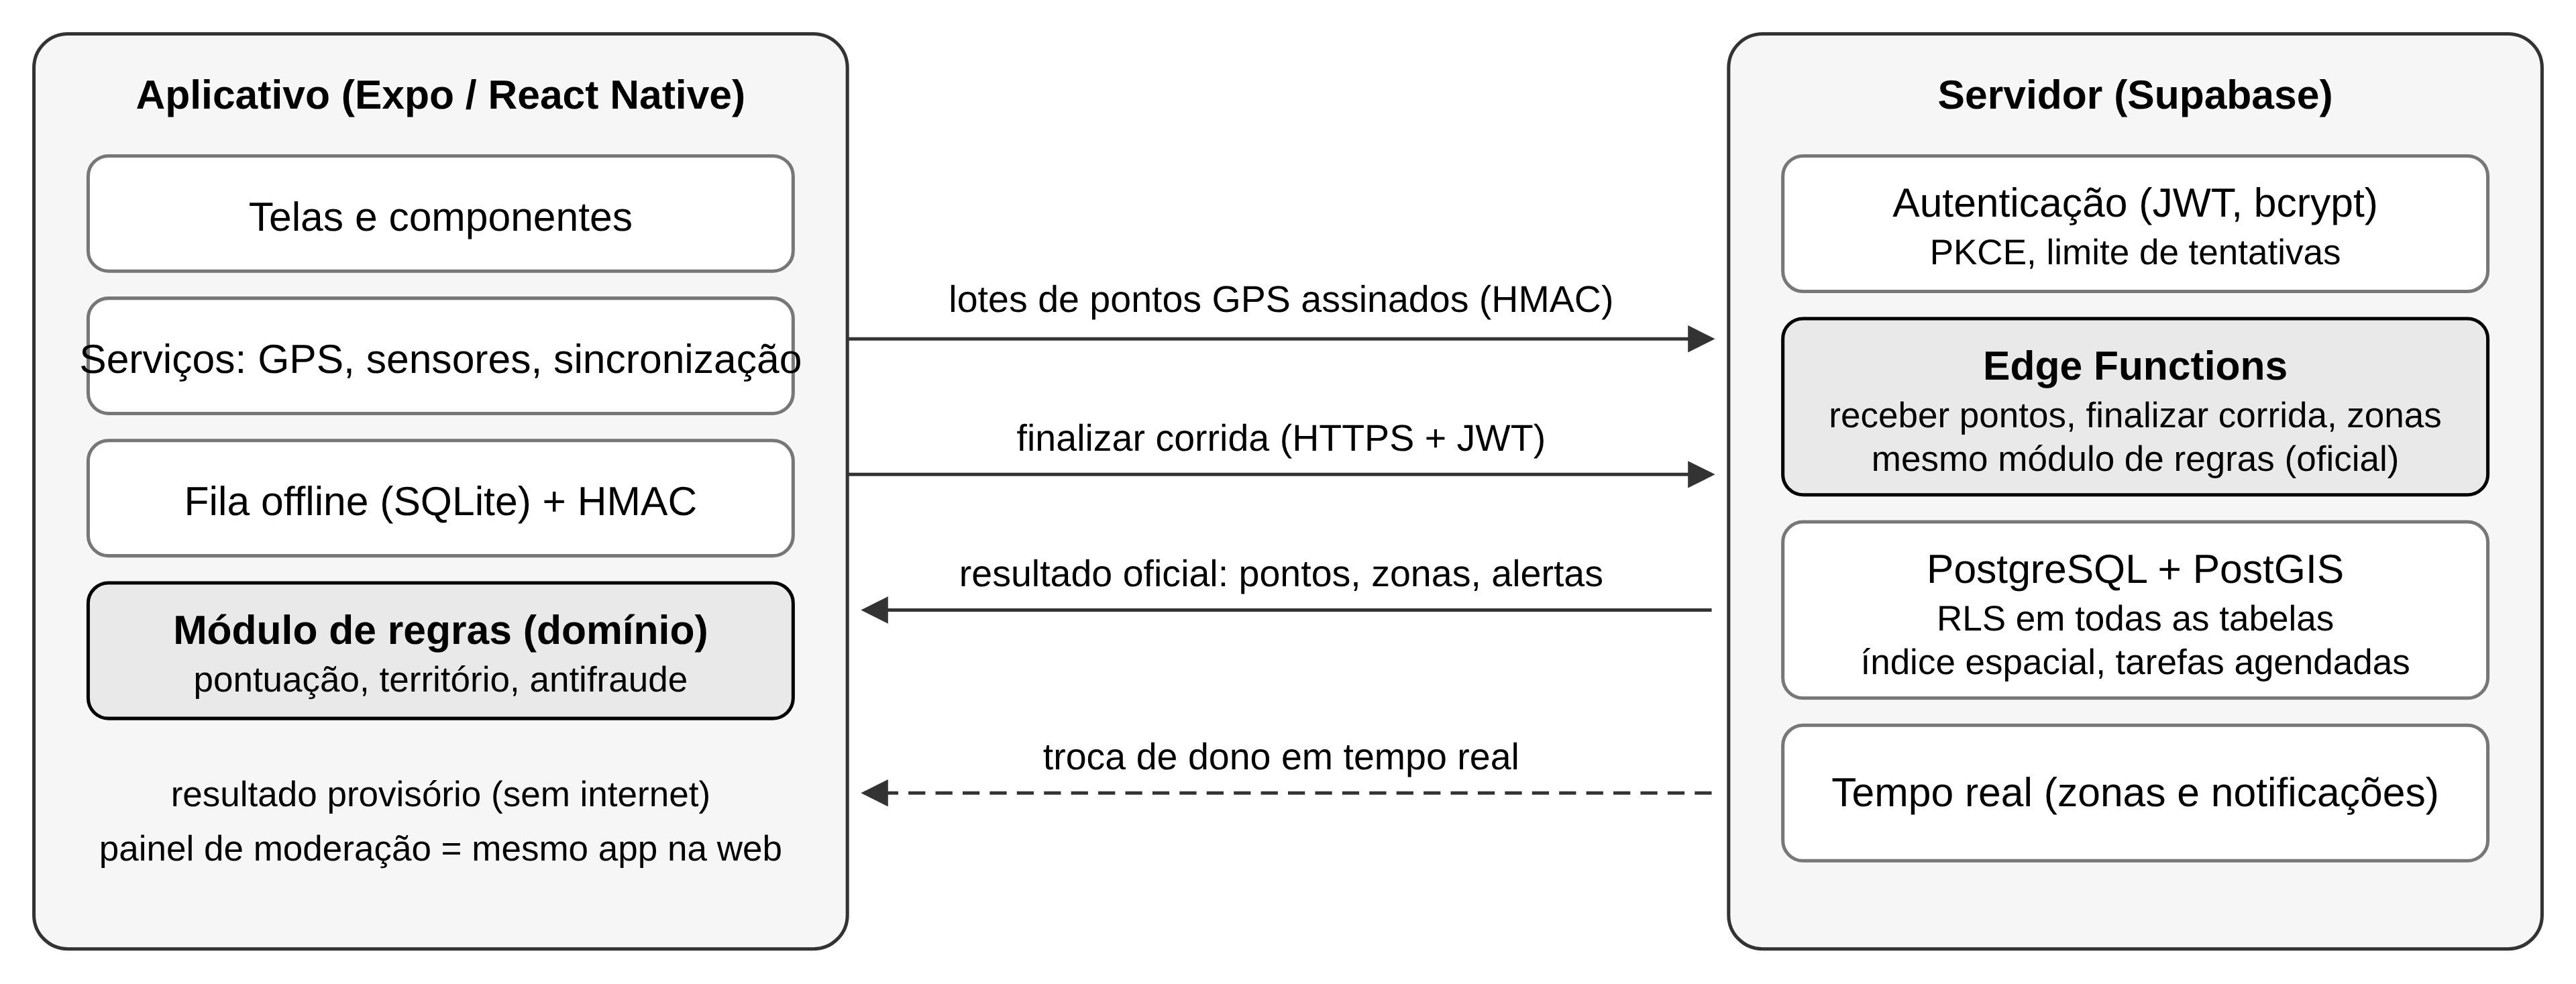 Aplicativo (Expo / React Native)
Telas e componentes
Serviços: GPS, sensores, sincronização
Fila offline (SQLite) + HMAC
Módulo de regras (domínio)
pontuação, território, antifraude
resultado provisório (sem internet)
painel de moderação = mesmo app na web
lotes de pontos GPS assinados (HMAC)
finalizar corrida (HTTPS + JWT)
resultado oficial: pontos, zonas, alertas
troca de dono em tempo real
Servidor (Supabase)
Autenticação (JWT, bcrypt)
PKCE, limite de tentativas
Edge Functions
receber pontos, finalizar corrida, zonas
mesmo módulo de regras (oficial)
PostgreSQL + PostGIS
RLS em todas as tabelas
índice espacial, tarefas agendadas
Tempo real (zonas e notificações)